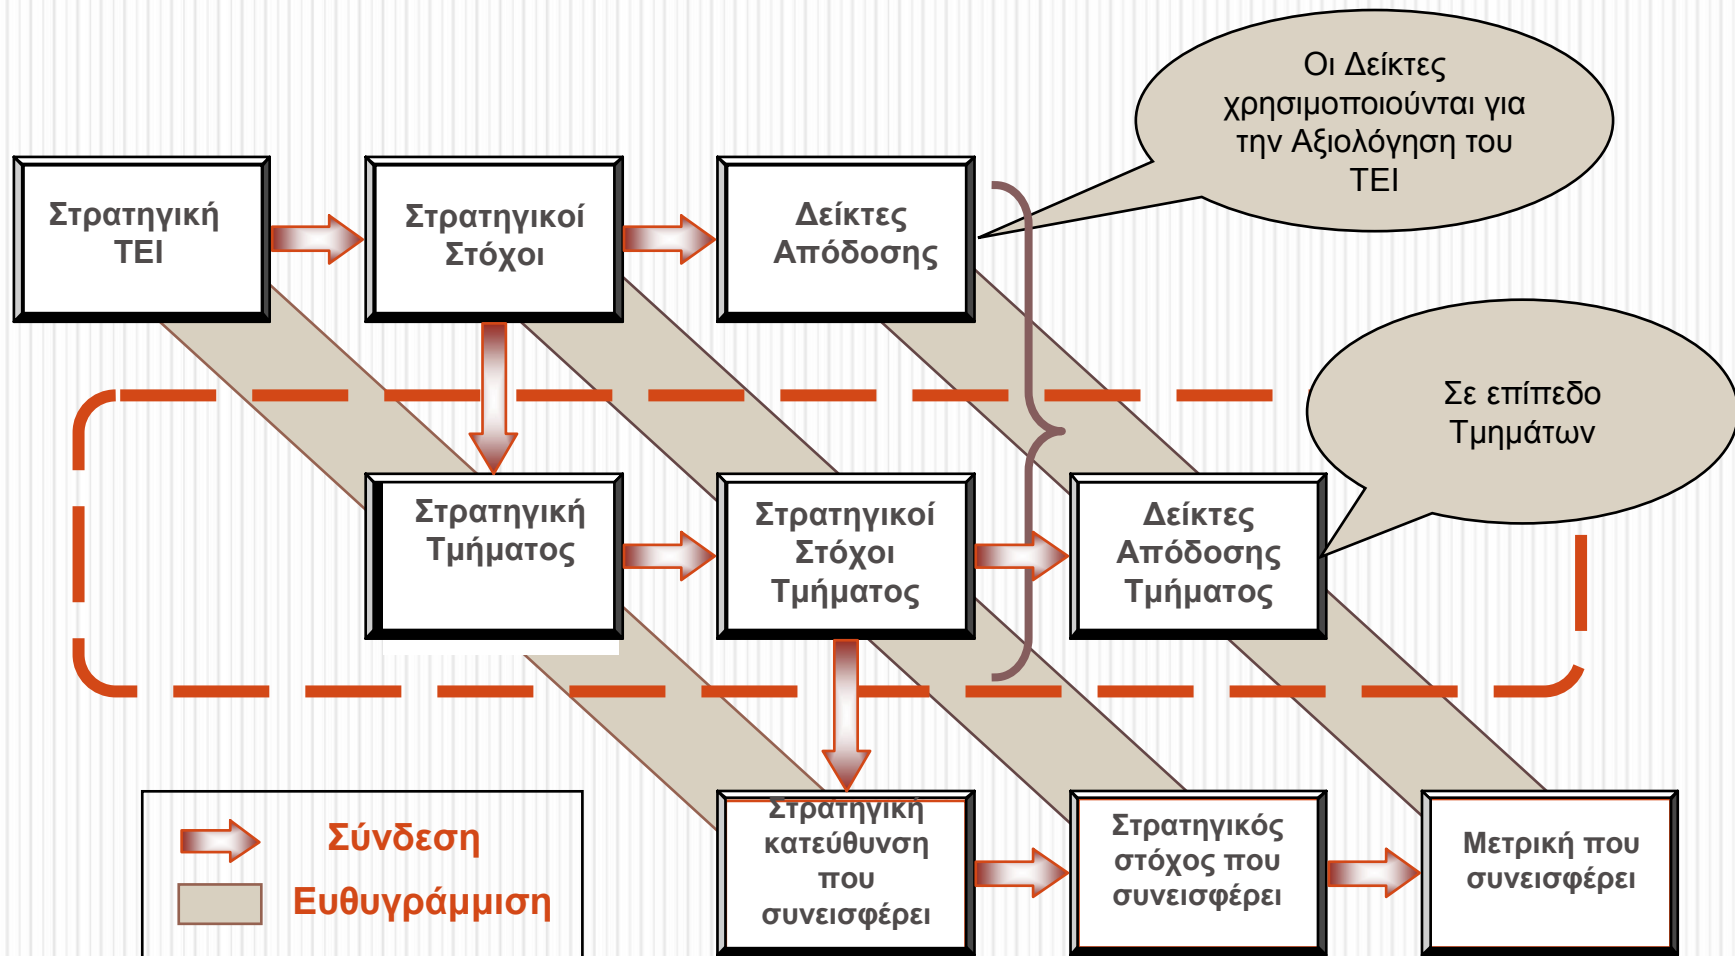 Οι Δείκτες
χρησιμοποιούνται για
την Αξιολόγηση του
ΤΕΙ
Στρατηγική
ΤΕΙ
Στρατηγικοί
Στόχοι
Δείκτες
Απόδοσης
Σε επίπεδο
Τμημάτων
Στρατηγική
Τμήματος
Στρατηγικοί
Στόχοι
Τμήματος
Δείκτες
Απόδοσης
Τμήματος
Στρατηγική
κατεύθυνση
που
συνεισφέρει
Στρατηγικός
στόχος που
συνεισφέρει
Μετρική που
συνεισφέρει
Σύνδεση
Ευθυγράμμιση